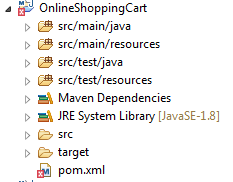 OnlineShoppingCart
src/main/java
src/main/resources
src/test/java
src/test/resources
Maven Dependencies
JRE System Library [JavaSE-1.8]
src
target
pom.xml